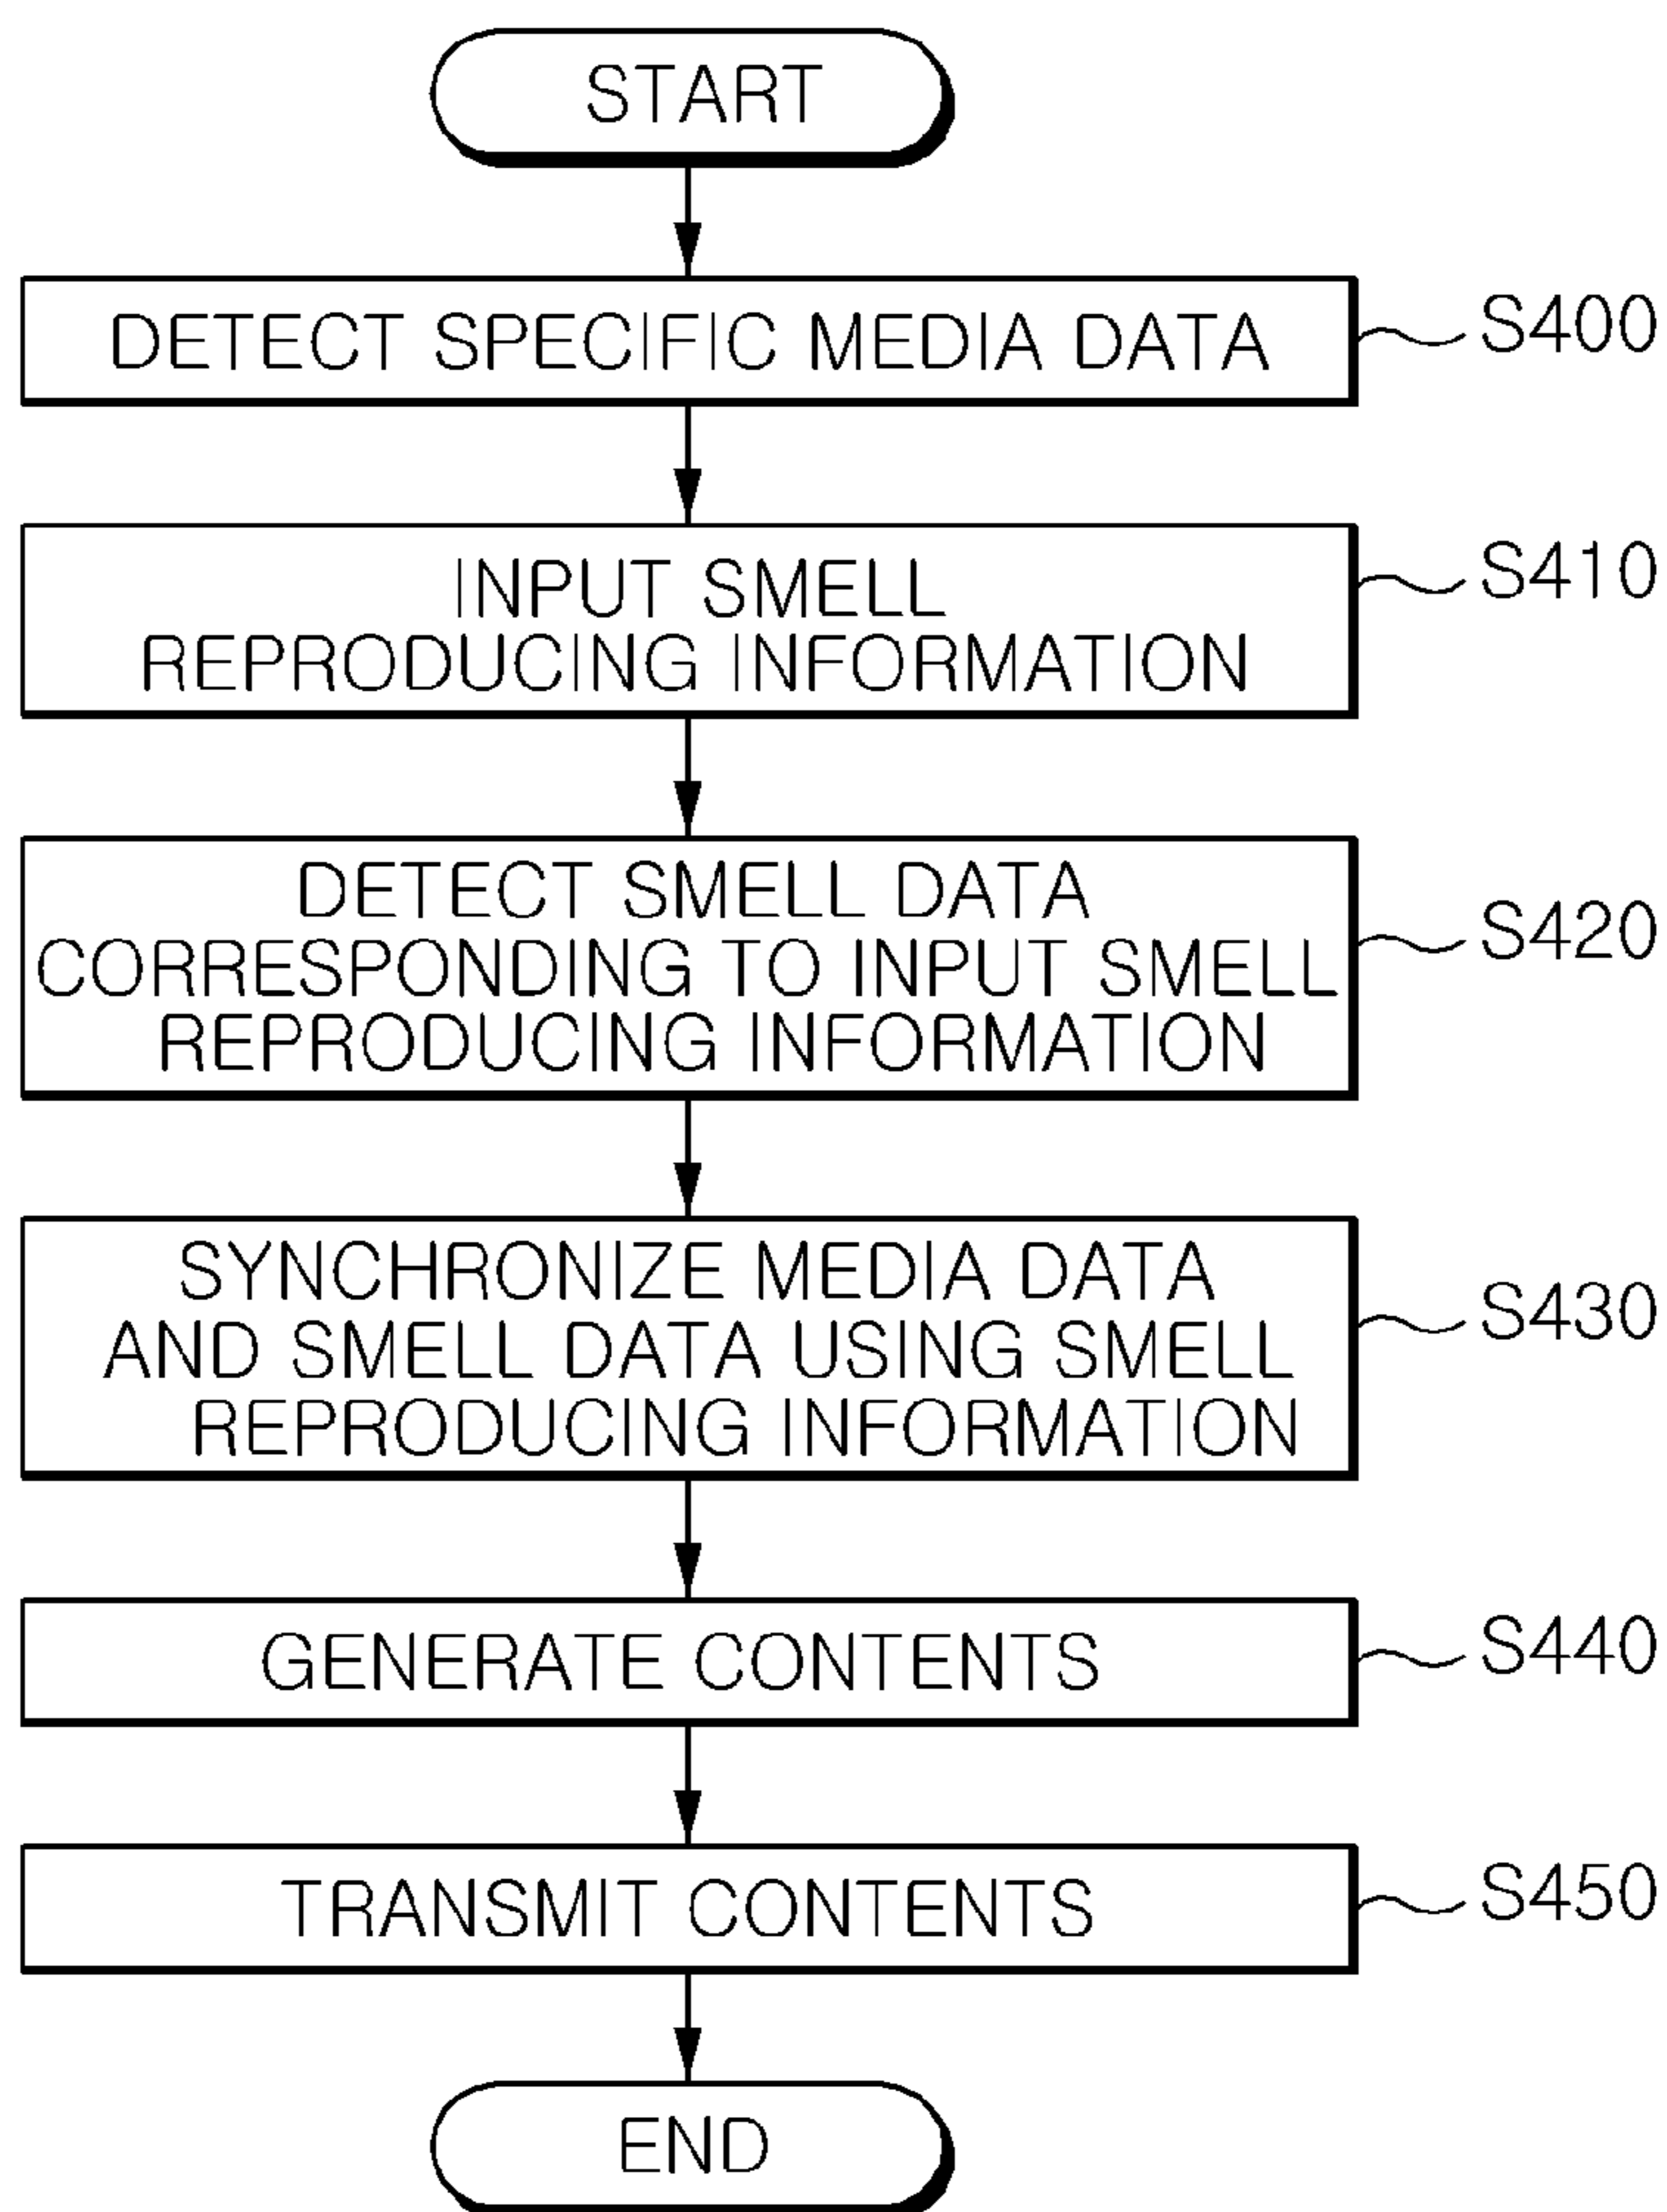 START
DETECT SPECIFIC MEDIA DATA
S400
INPUT SMELL
REPRODUCING INFORMATION
S410
DETECT SMELL DATA
CORRESPONDING TO INPUT SMELL
REPRODUCING INFORMATION
S420
SYNCHRONIZE MEDIA DATA
AND SMELL DATA USING SMELL
REPRODUCING INFORMATION
S430
GENERATE CONTENTS
S440
TRANSMIT CONTENTS
S450
END